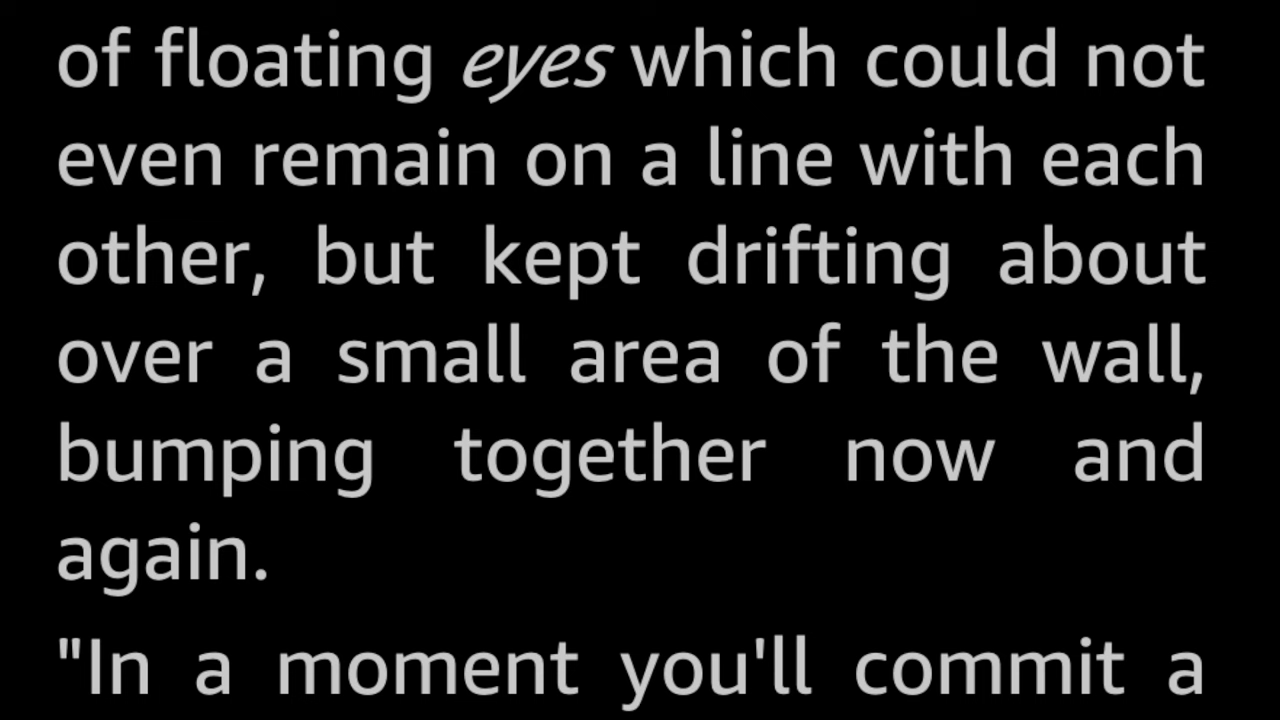 of floating eyes which could not
even remain on a line with each
other, but kept drifting about
over a small area of the wall,
bumping together now and
again.
"In a moment you'll commit a